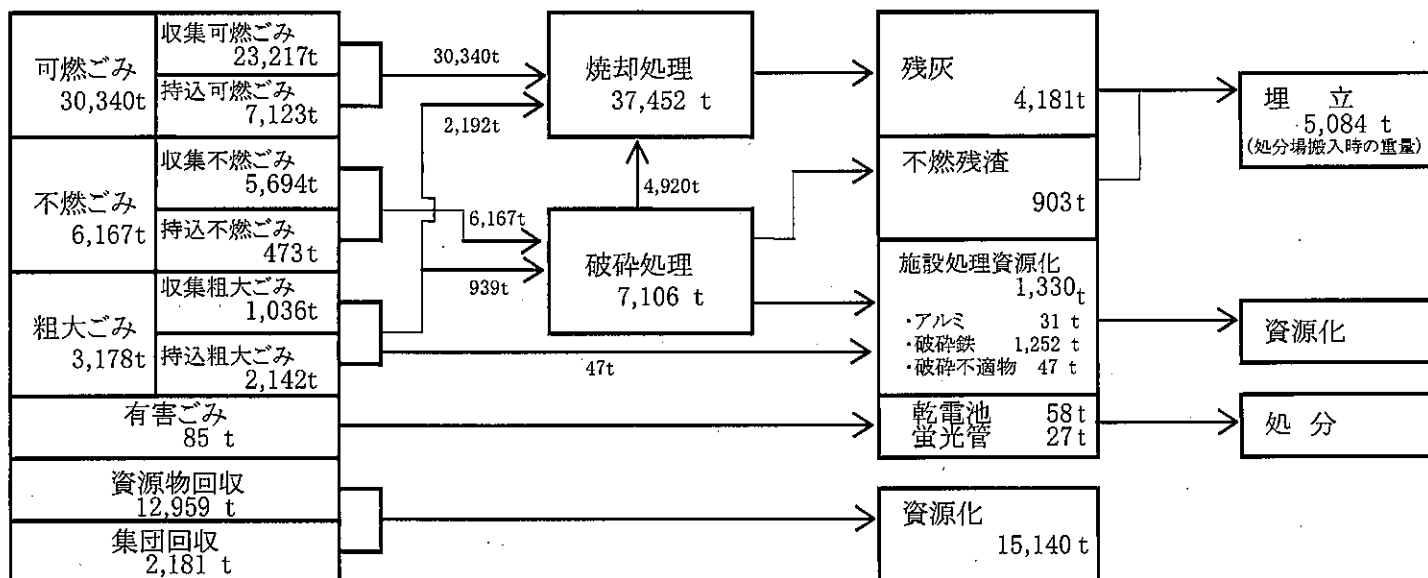 可燃ごみ
30,340t
収集可燃ごみ
23,217t
持込可燃ごみ
7,123t
不燃ごみ
6,167t
収集不燃ごみ
5,694t
持込不燃ごみ
473t
粗大ごみ
3,178t
収集粗大ごみ
1,036t
持込粗大ごみ
2,142t
有害ごみ
85 t
資源物回収
12,959 t
集団回収
2,181 t
30,340t
2,192t
6,167t
939t
47t
焼却処理
37,452 t
4,920t
破砕処理
7,106 t
残灰
4,181t
不燃残渣
903t
施設処理資源化
1,330t
・アルミ 31 t
・破砕鉄 1,252 t
・破砕不適物 47 t
乾電池 58t
蛍光管 27t
資源化
15,140 t
埋 立
5,084 t
(処分場搬入時の重量)
資源化
処 分